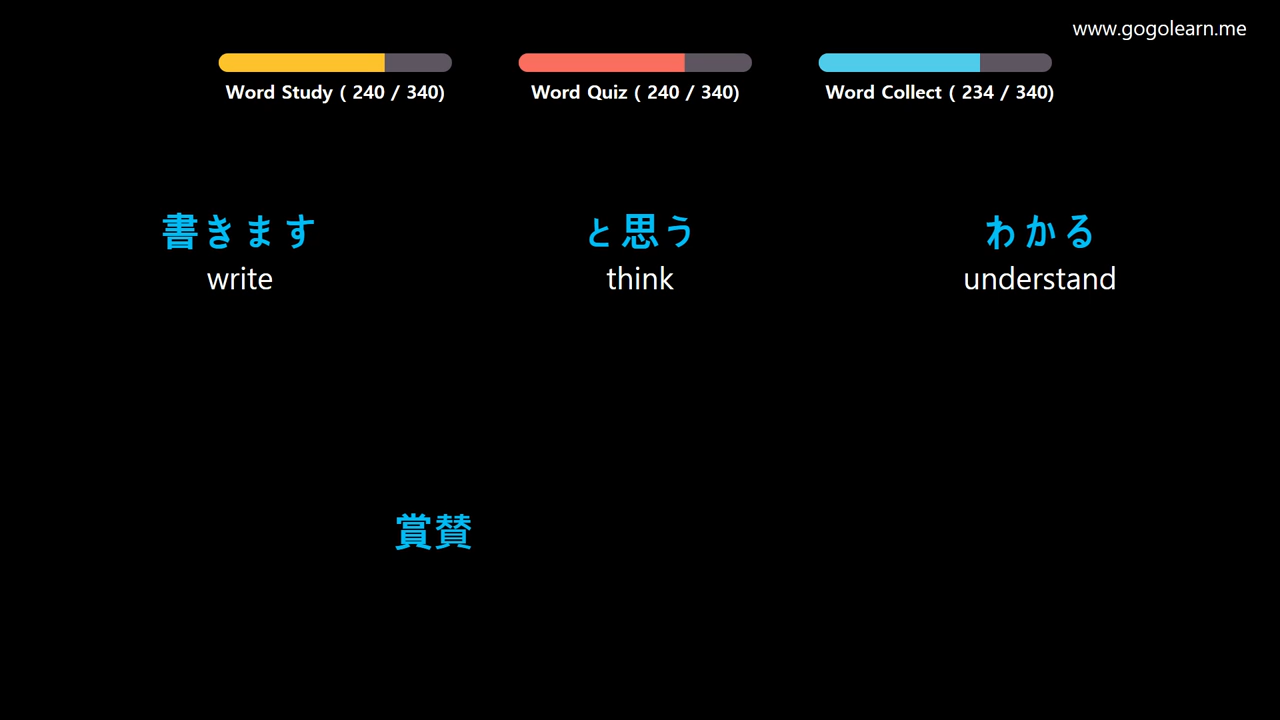 www.gogolearn.me
Word Study ( 240 / 340)
Word Quiz ( 240 / 340)
Word Collect ( 234 / 340)
書きます
write
と思う
think
わかる
understand
賞賛